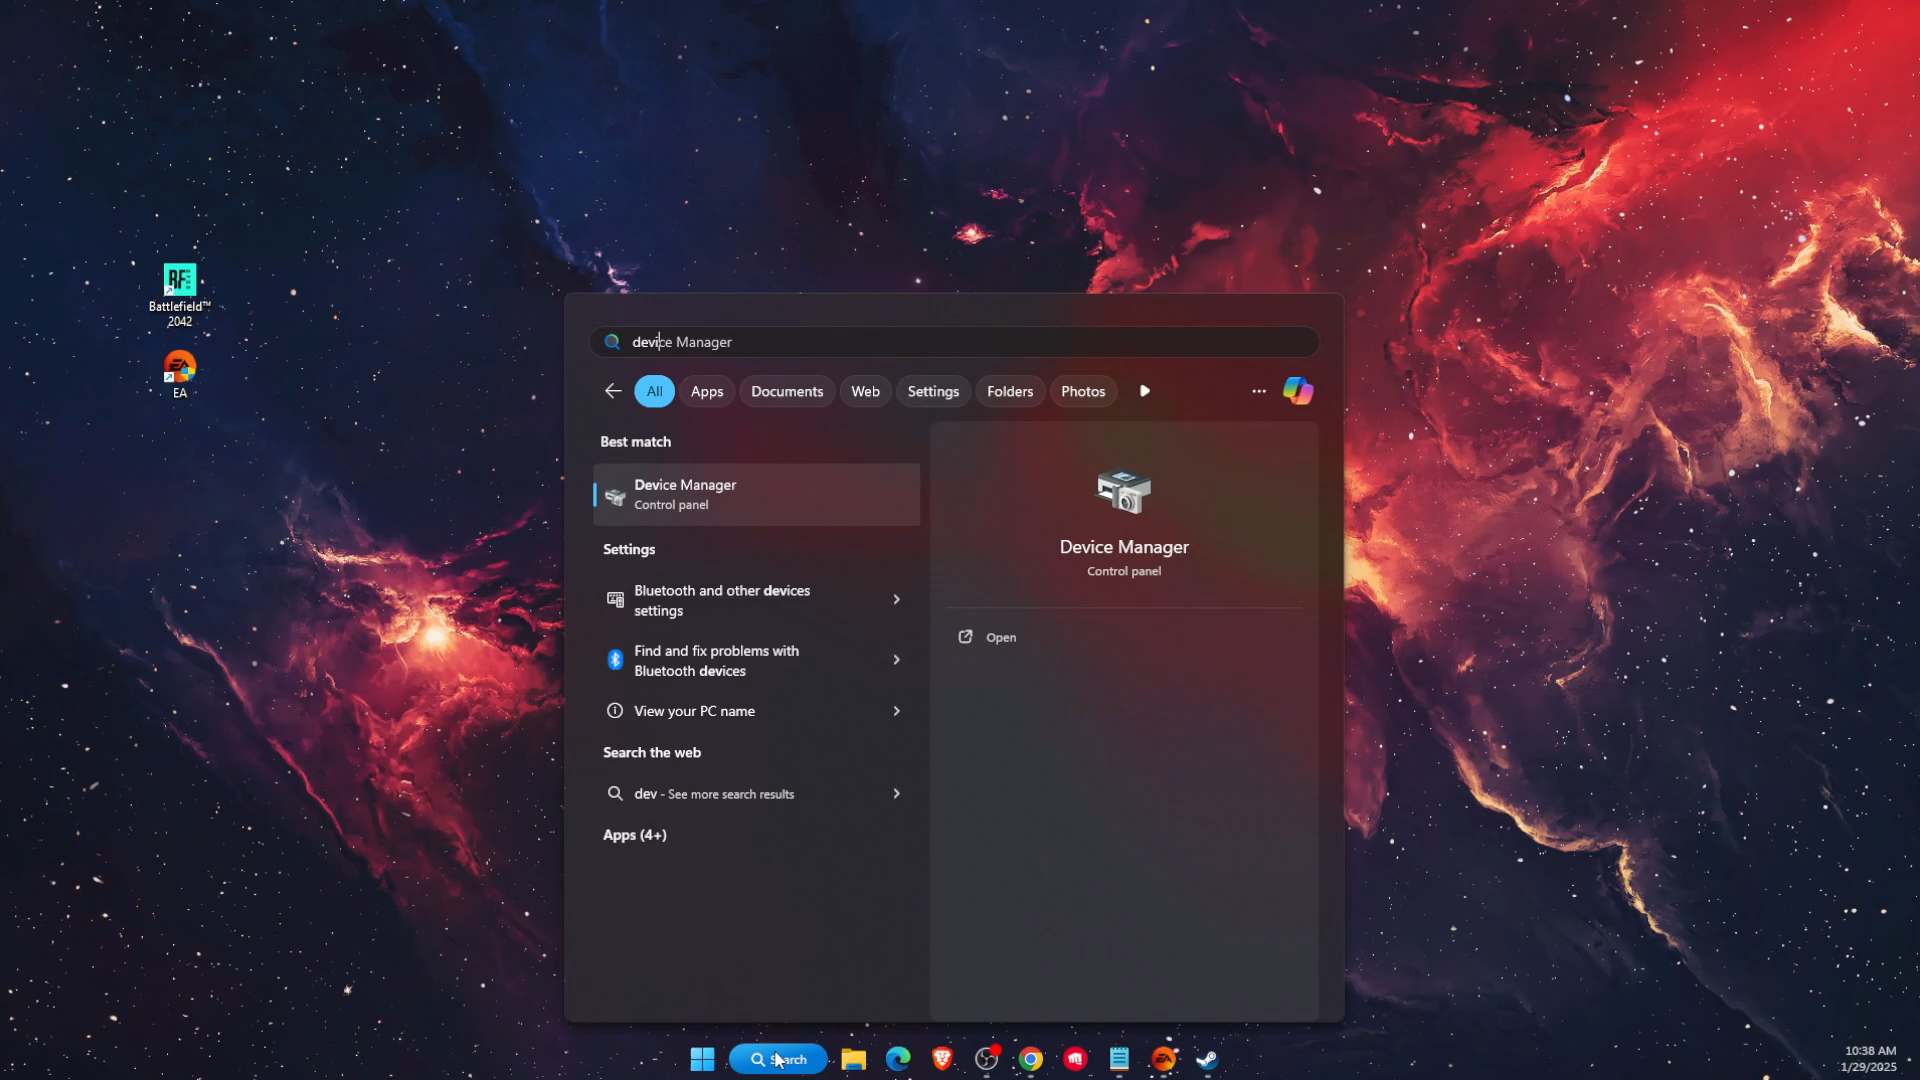 Battlefield™
2042
EA
device Manager
All
Apps
Documents
Web
Settings
Folders
Photos
Best match
Device Manager
Control panel
Settings
Bluetooth and other devices
settings
Find and fix problems with
Bluetooth devices
View your PC name
Search the web
dev - See more search results
Apps (4+)
Device Manager
Control panel
Open
10:38 AM
1/29/2025